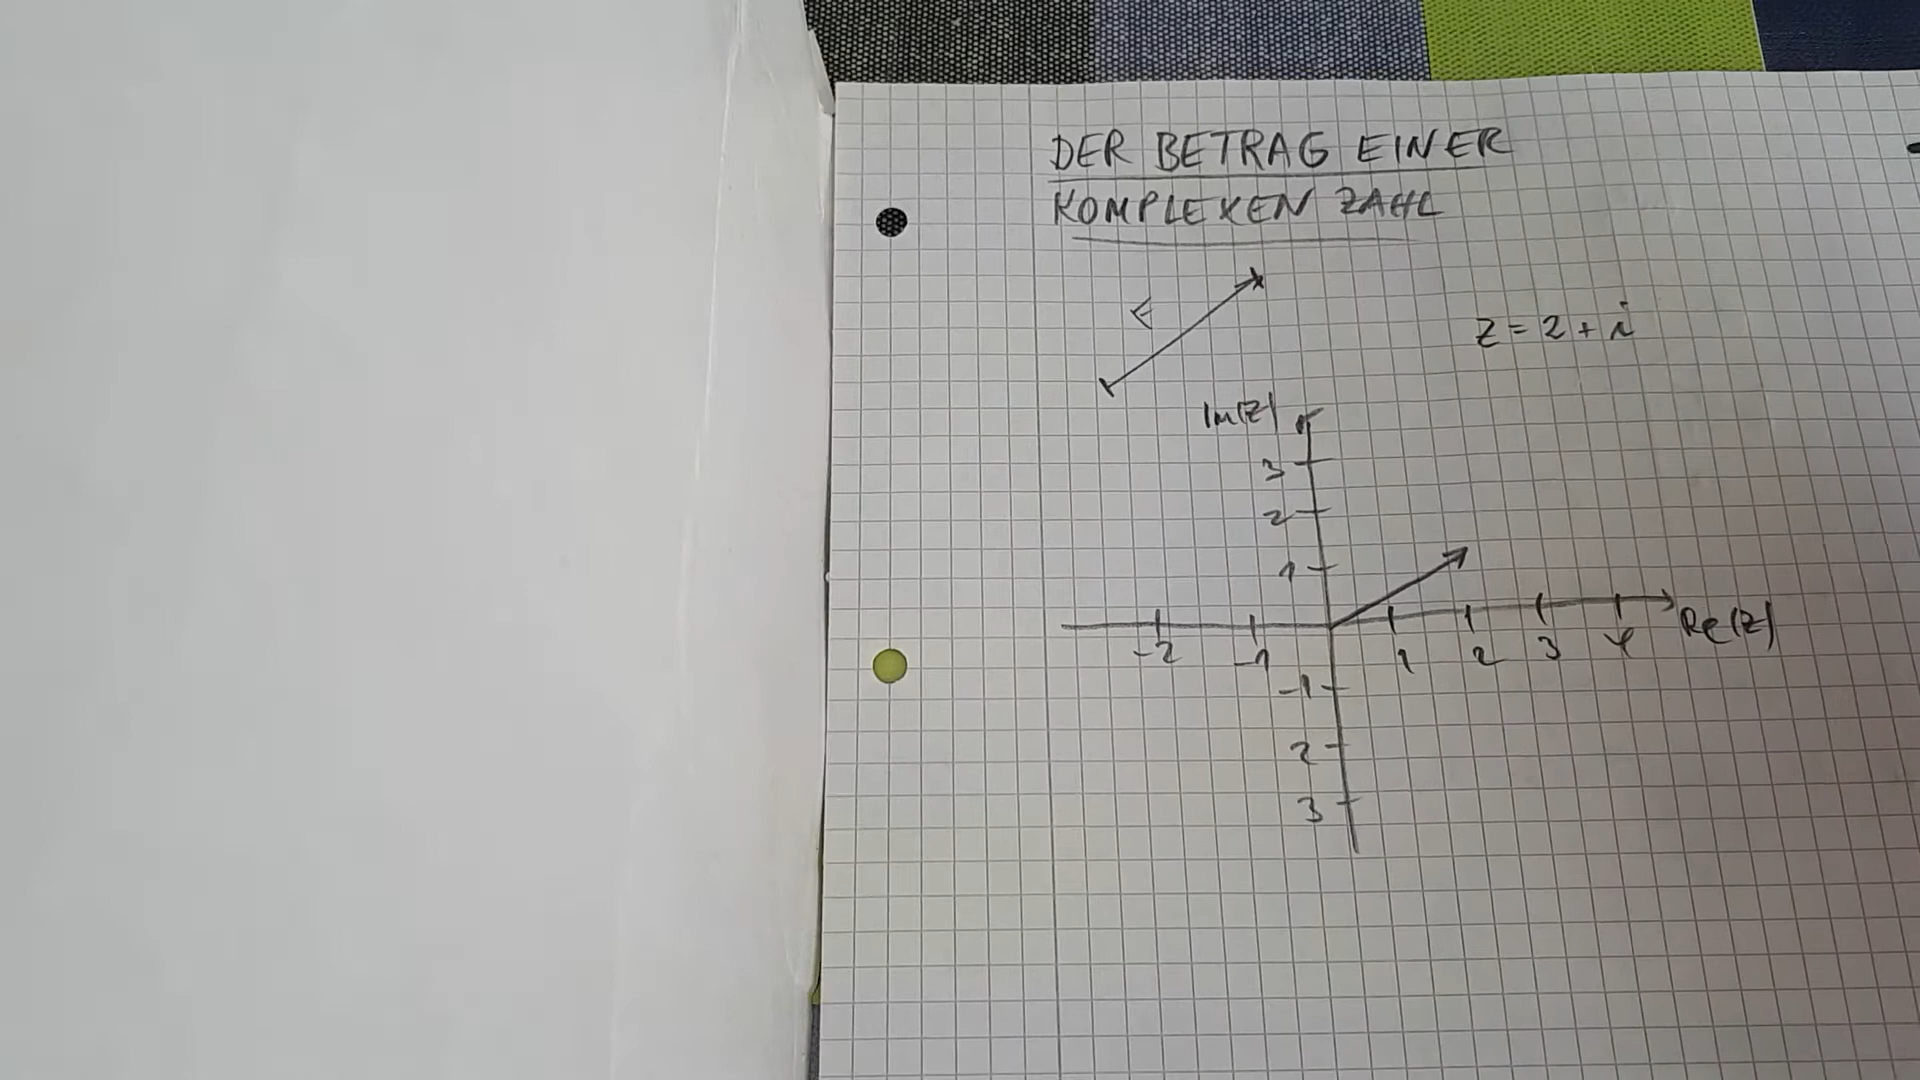 DER BETRAG EINER
KOMPLEXEN ZAHL
z = 2 + i
Im(z)
3
2
1
-2 -1 1 2 3 4 Re(z)
-1
2
3